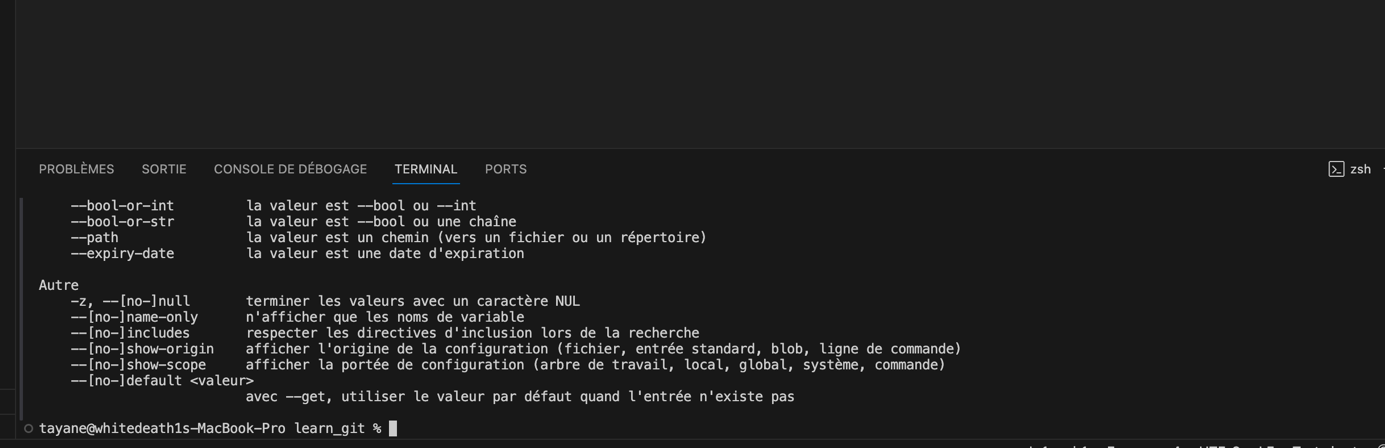 PROBLÈMES SORTIE CONSOLE DE DÉBOGAGE TERMINAL PORTS zsh
--bool-or-int la valeur est --bool ou --int
--bool-or-str la valeur est --bool ou une chaîne
--path la valeur est un chemin (vers un fichier ou un répertoire)
--expiry-date la valeur est une date d'expiration
Autre
-z, --[no-]null terminer les valeurs avec un caractère NUL
--[no-]name-only n'afficher que les noms de variable
--[no-]includes respecter les directives d'inclusion lors de la recherche
--[no-]show-origin afficher l'origine de la configuration (fichier, entrée standard, blob, ligne de commande)
--[no-]show-scope afficher la portée de configuration (arbre de travail, local, global, système, commande)
--[no-]default <valeur>
avec --get, utiliser le valeur par défaut quand l'entrée n'existe pas
tayane@whitedeath1s-MacBook-Pro learn_git %